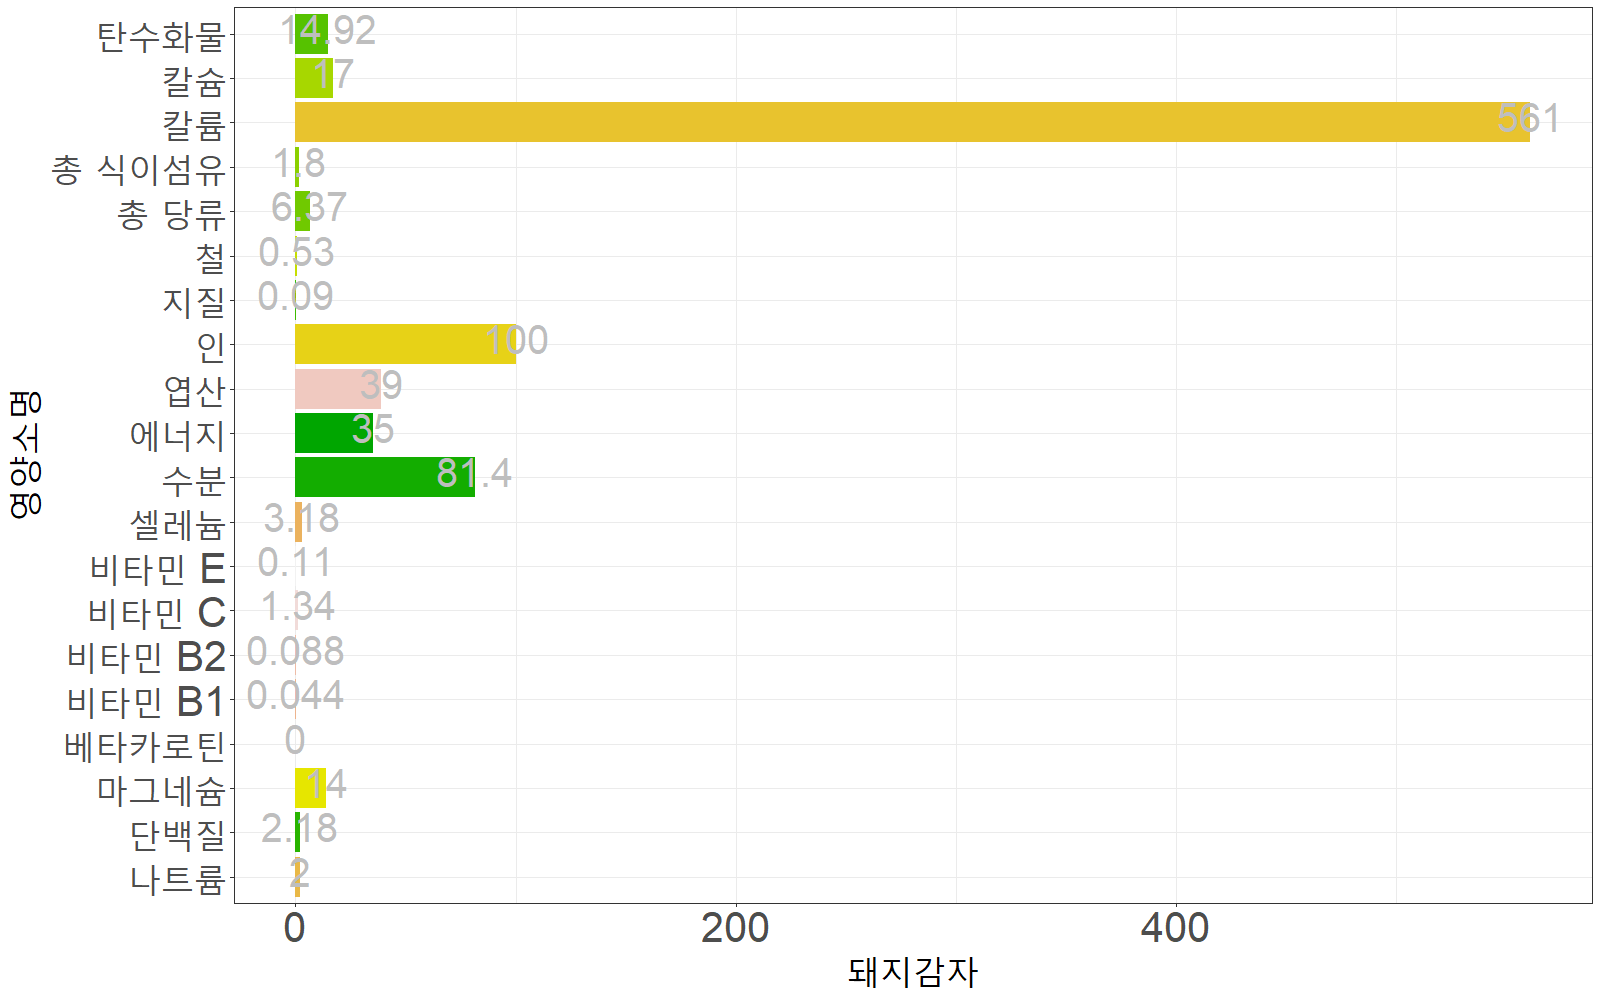 탄수화물 14.92
칼슘 17
칼륨 561
총 식이섬유 1.8
총 당류 6.37
철 0.53
지질 0.09
인 100
엽산 39
에너지 35
수분 81.4
셀레늄 3.18
비타민 E 0.11
비타민 C 1.34
비타민 B2 0.088
비타민 B1 0.044
베타카로틴 0
마그네슘 14
단백질 2.18
나트륨 2
영양소명
0 200 400
돼지감자